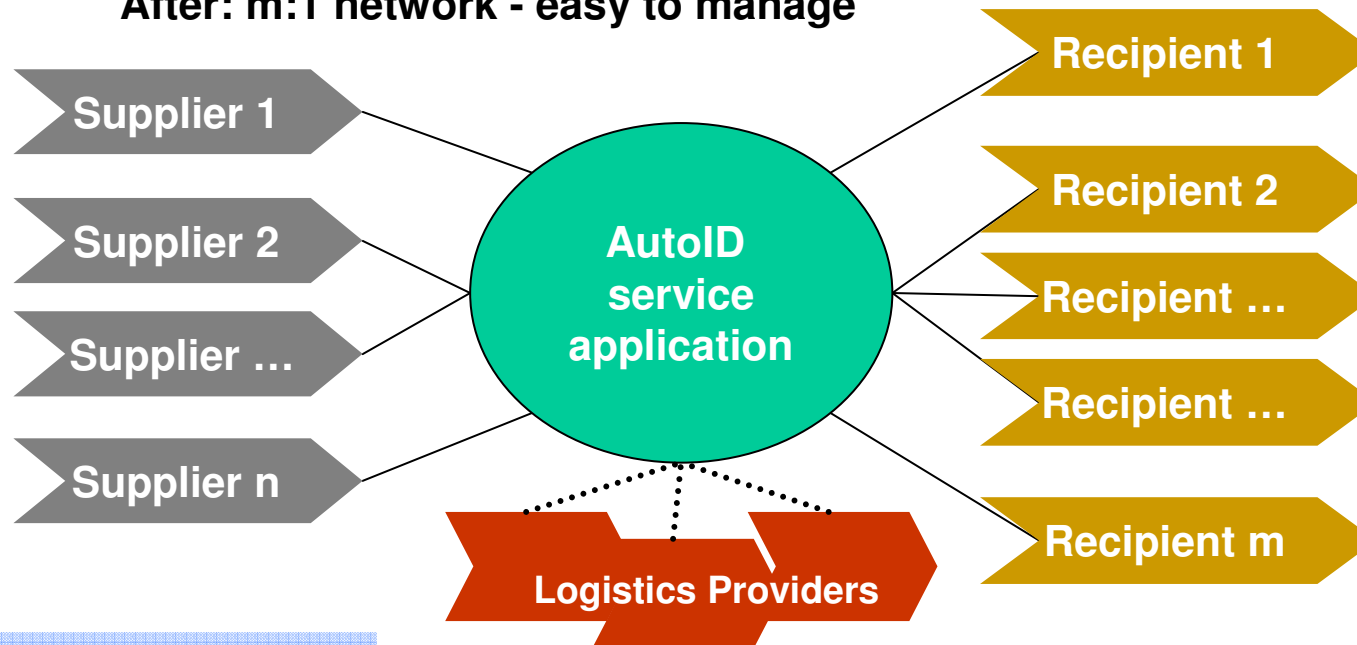 After: m:1 network - easy to manage
Supplier 1
Supplier 2
Supplier …
Supplier n
AutoID
service
application
Logistics Providers
Recipient 1
Recipient 2
Recipient …
Recipient …
Recipient m